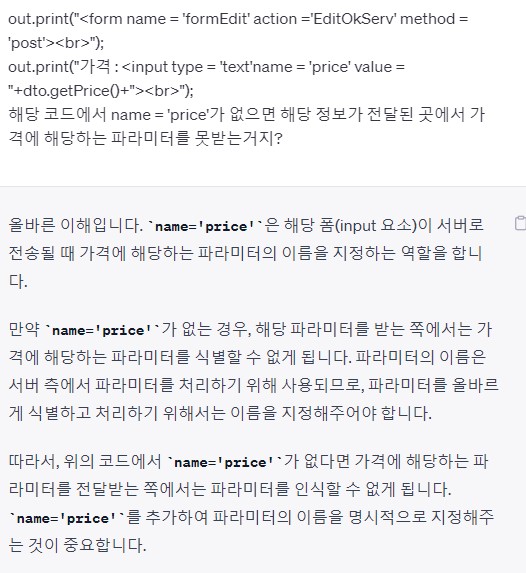 out.print("<form name = 'formEdit' action ='EditOkServ' method =
'post'><br>");
out.print("가격 : <input type = 'text'name = 'price' value =
"+dto.getPrice()+"><br>");
해당 코드에서 name = 'price'가 없으면 해당 정보가 전달된 곳에서 가
격에 해당하는 파라미터를 못받는거지?
올바른 이해입니다. `name='price'`은 해당 폼(input 요소)이 서버로
전송될 때 가격에 해당하는 파라미터의 이름을 지정하는 역할을 합니
다.
만약 `name='price'`가 없는 경우, 해당 파라미터를 받는 쪽에서는 가
격에 해당하는 파라미터를 식별할 수 없게 됩니다. 파라미터의 이름은
서버 측에서 파라미터를 처리하기 위해 사용되므로, 파라미터를 올바르
게 식별하고 처리하기 위해서는 이름을 지정해주어야 합니다.
따라서, 위의 코드에서 `name='price'`가 없다면 가격에 해당하는 파
라미터를 전달받는 쪽에서는 파라미터를 인식할 수 없게 됩니다.
`name='price'`를 추가하여 파라미터의 이름을 명시적으로 지정해주
는 것이 중요합니다.